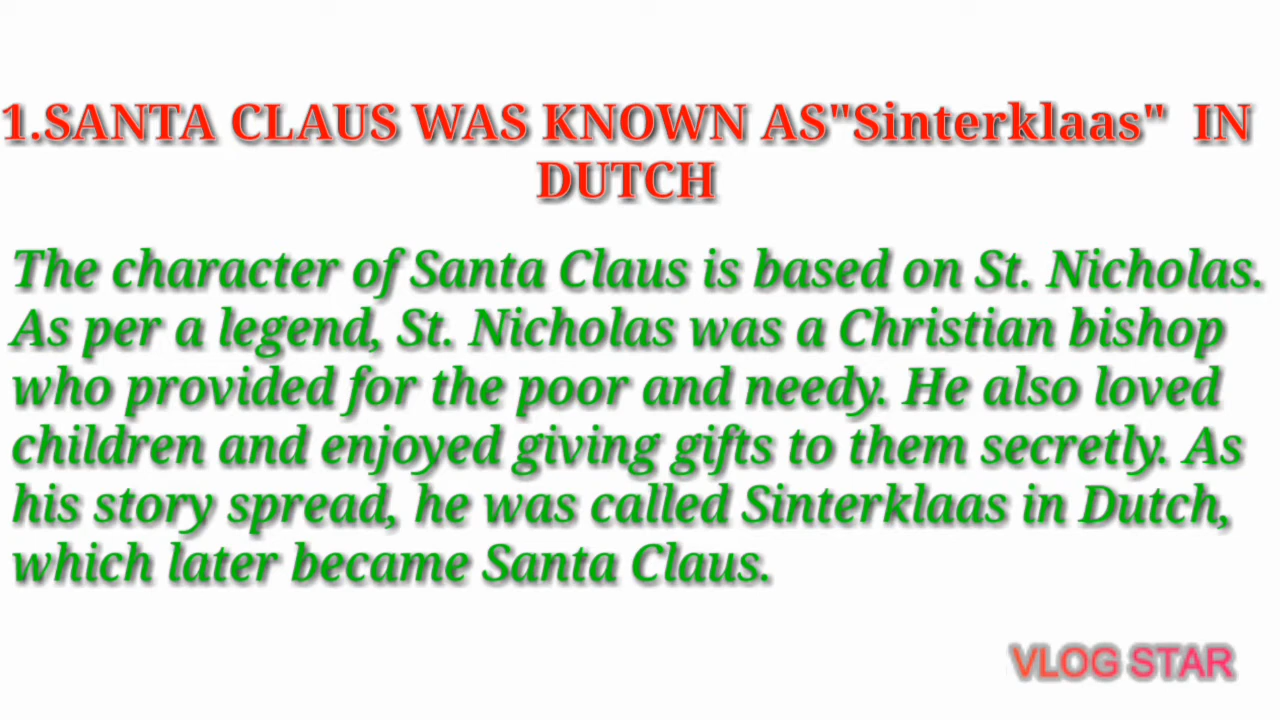 1.SANTA CLAUS WAS KNOWN AS"Sinterklaas" IN
DUTCH
The character of Santa Claus is based on St. Nicholas.
As per a legend, St. Nicholas was a Christian bishop
who provided for the poor and needy. He also loved
children and enjoyed giving gifts to them secretly. As
his story spread, he was called Sinterklaas in Dutch,
which later became Santa Claus.
VLOG STAR